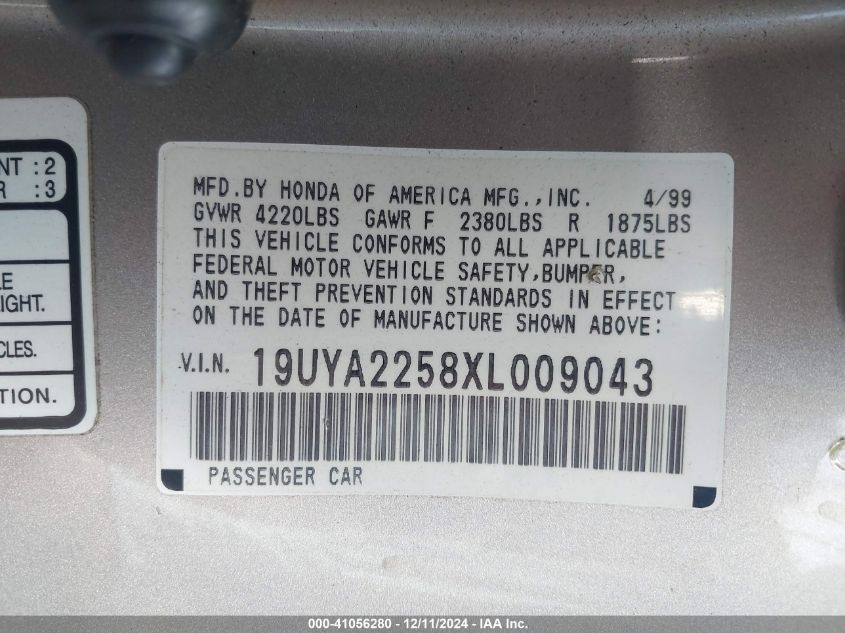 NT : 2
R : 3
LE
IGHT.
CLES.
TION.
MFD.BY HONDA OF AMERICA MFG.,INC. 4/99
GVWR 4220LBS GAWR F 2380LBS R 1875LBS
THIS VEHICLE CONFORMS TO ALL APPLICABLE
FEDERAL MOTOR VEHICLE SAFETY,BUMPER,
AND THEFT PREVENTION STANDARDS IN EFFECT
ON THE DATE OF MANUFACTURE SHOWN ABOVE:
V.I.N. 19UYA2258XL009043
PASSENGER CAR
000-41056280 - 12/11/2024 - IAA Inc.